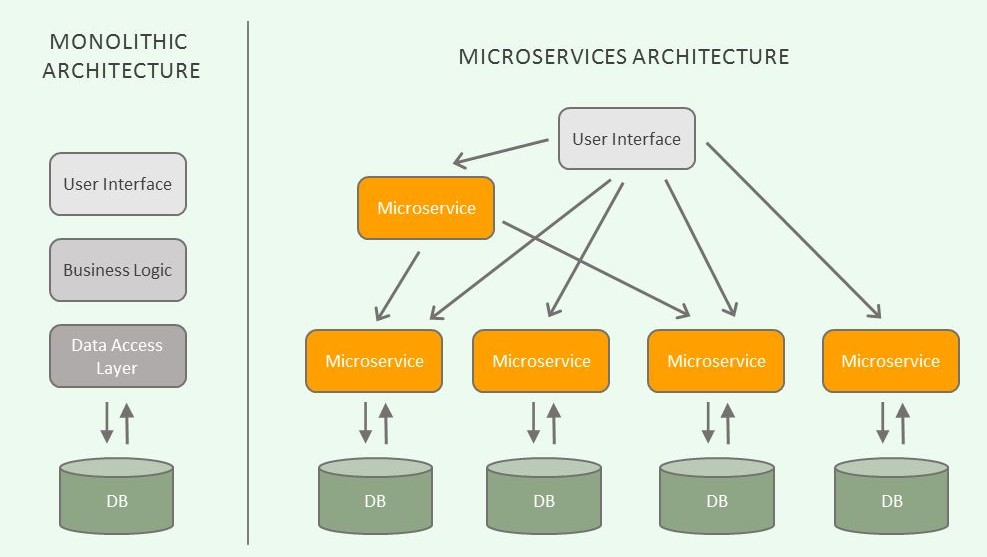 MONOLITHIC
ARCHITECTURE
User Interface
Business Logic
Data Access
Layer
DB
MICROSERVICES ARCHITECTURE
User Interface
Microservice
Microservice
Microservice
Microservice
Microservice
DB
DB
DB
DB